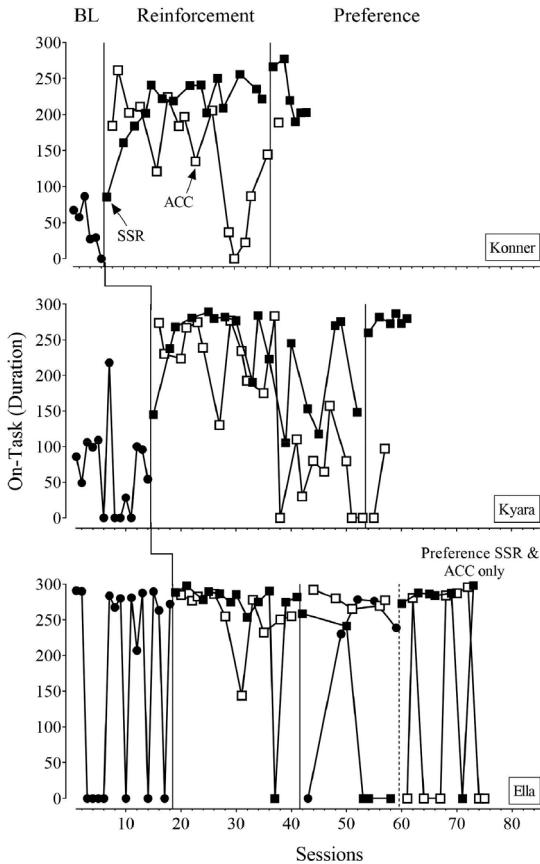 BL Reinforcement Preference
300
250
200
150
100
50
0
ACC
SSR
Konner
On-Task (Duration)
300
250
200
150
100
50
0
Kyara
Preference SSR &
ACC only
300
250
200
150
100
50
0
Ella
10 20 30 40 50 60 70 80
Sessions